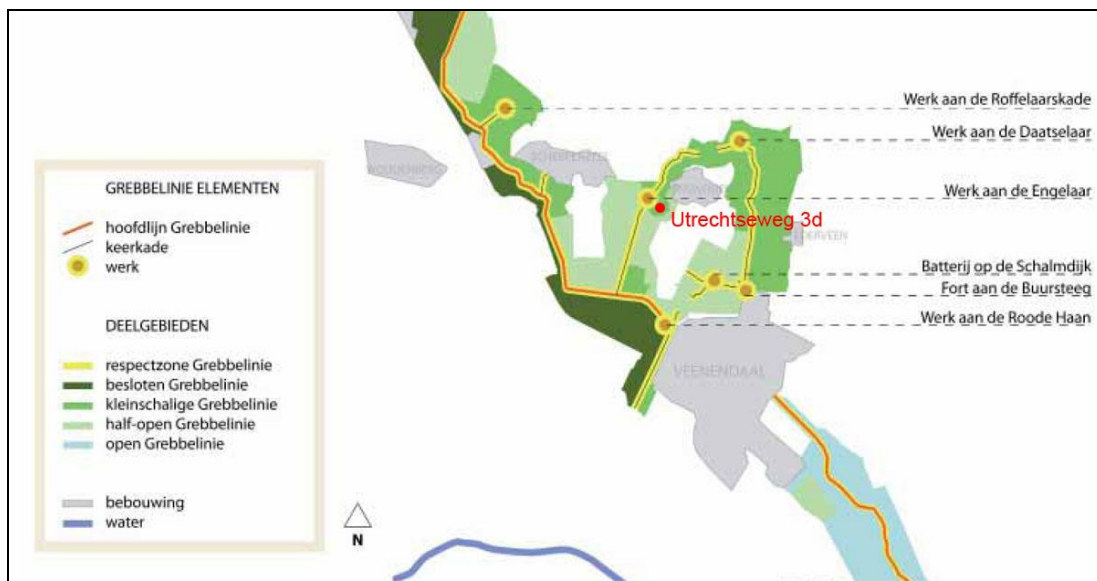 GREBBELINIE ELEMENTEN
hoofdlijn Grebbelinie
keerkade
werk
DEELGEBIEDEN
respectzone Grebbelinie
besloten Grebbelinie
kleinschalige Grebbelinie
half-open Grebbelinie
open Grebbelinie
bebouwing
water
N
WOUDENBERG
SCHERPENZEEL
Utrechtseweg 3d
VEENENDAAL
Werk aan de Roffelaarskade
Werk aan de Daatselaar
Werk aan de Engelaar
Batterij op de Schalmdijk
Fort aan de Buursteeg
Werk aan de Roode Haan